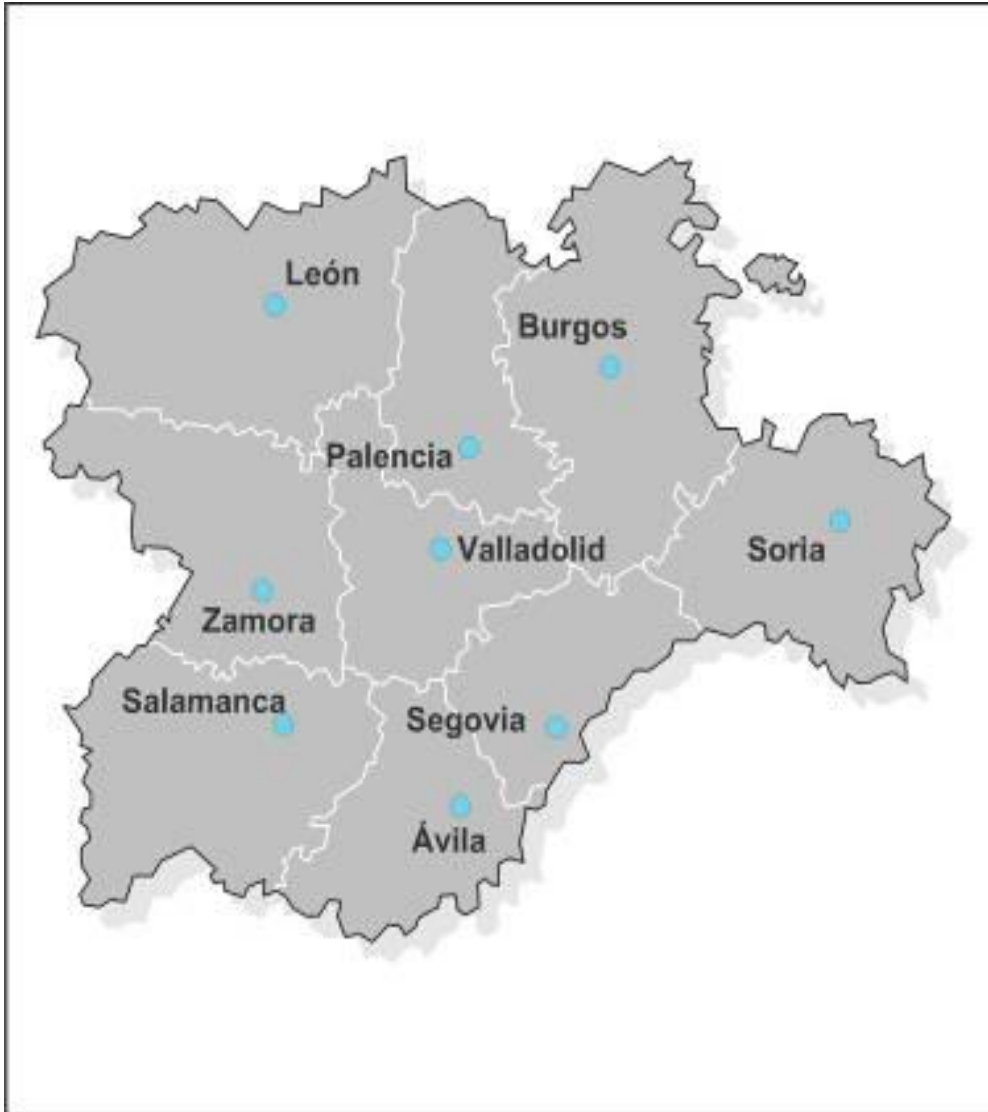 León
Burgos
Palencia
Valladolid
Soria
Zamora
Salamanca
Segovia
Ávila